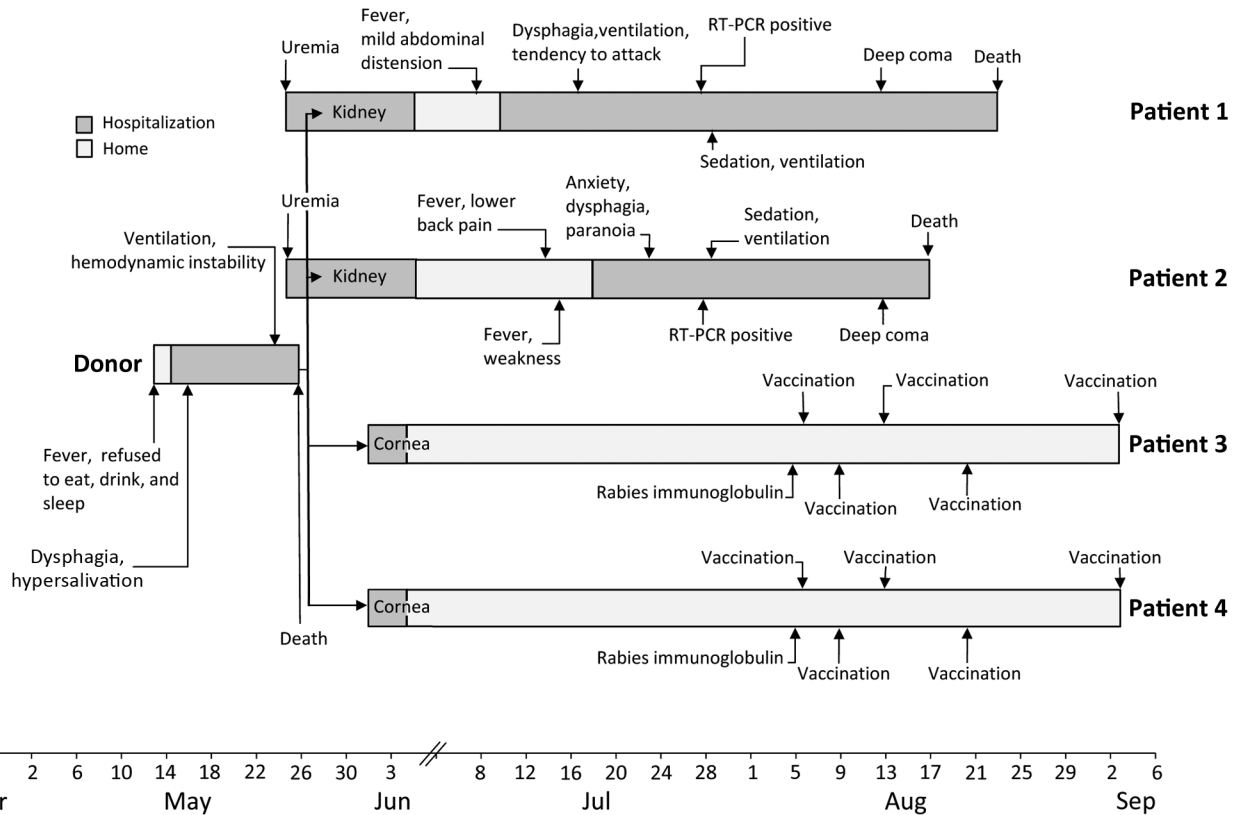 Fever,
mild abdominal
distension
Uremia
Dysphagia,ventilation,
tendency to attack
RT-PCR positive
Deep coma
Death
Kidney
Patient 1
Hospitalization
Home
Sedation, ventilation
Uremia
Fever, lower
back pain
Anxiety,
dysphagia,
paranoia
Sedation,
ventilation
Death
Ventilation,
hemodynamic instability
Kidney
Patient 2
Fever,
weakness
RT-PCR positive
Deep coma
Donor
Vaccination
Vaccination
Vaccination
Cornea
Patient 3
Fever, refused
to eat, drink, and
sleep
Rabies immunoglobulin
Vaccination
Vaccination
Dysphagia,
hypersalivation
Vaccination
Vaccination
Vaccination
Cornea
Patient 4
Death
Rabies immunoglobulin
Vaccination
Vaccination
2 6 10 14 18 22 26 30 3 8 12 16 20 24 28 1 5 9 13 17 21 25 29 2 6
r May Jun Jul Aug Sep